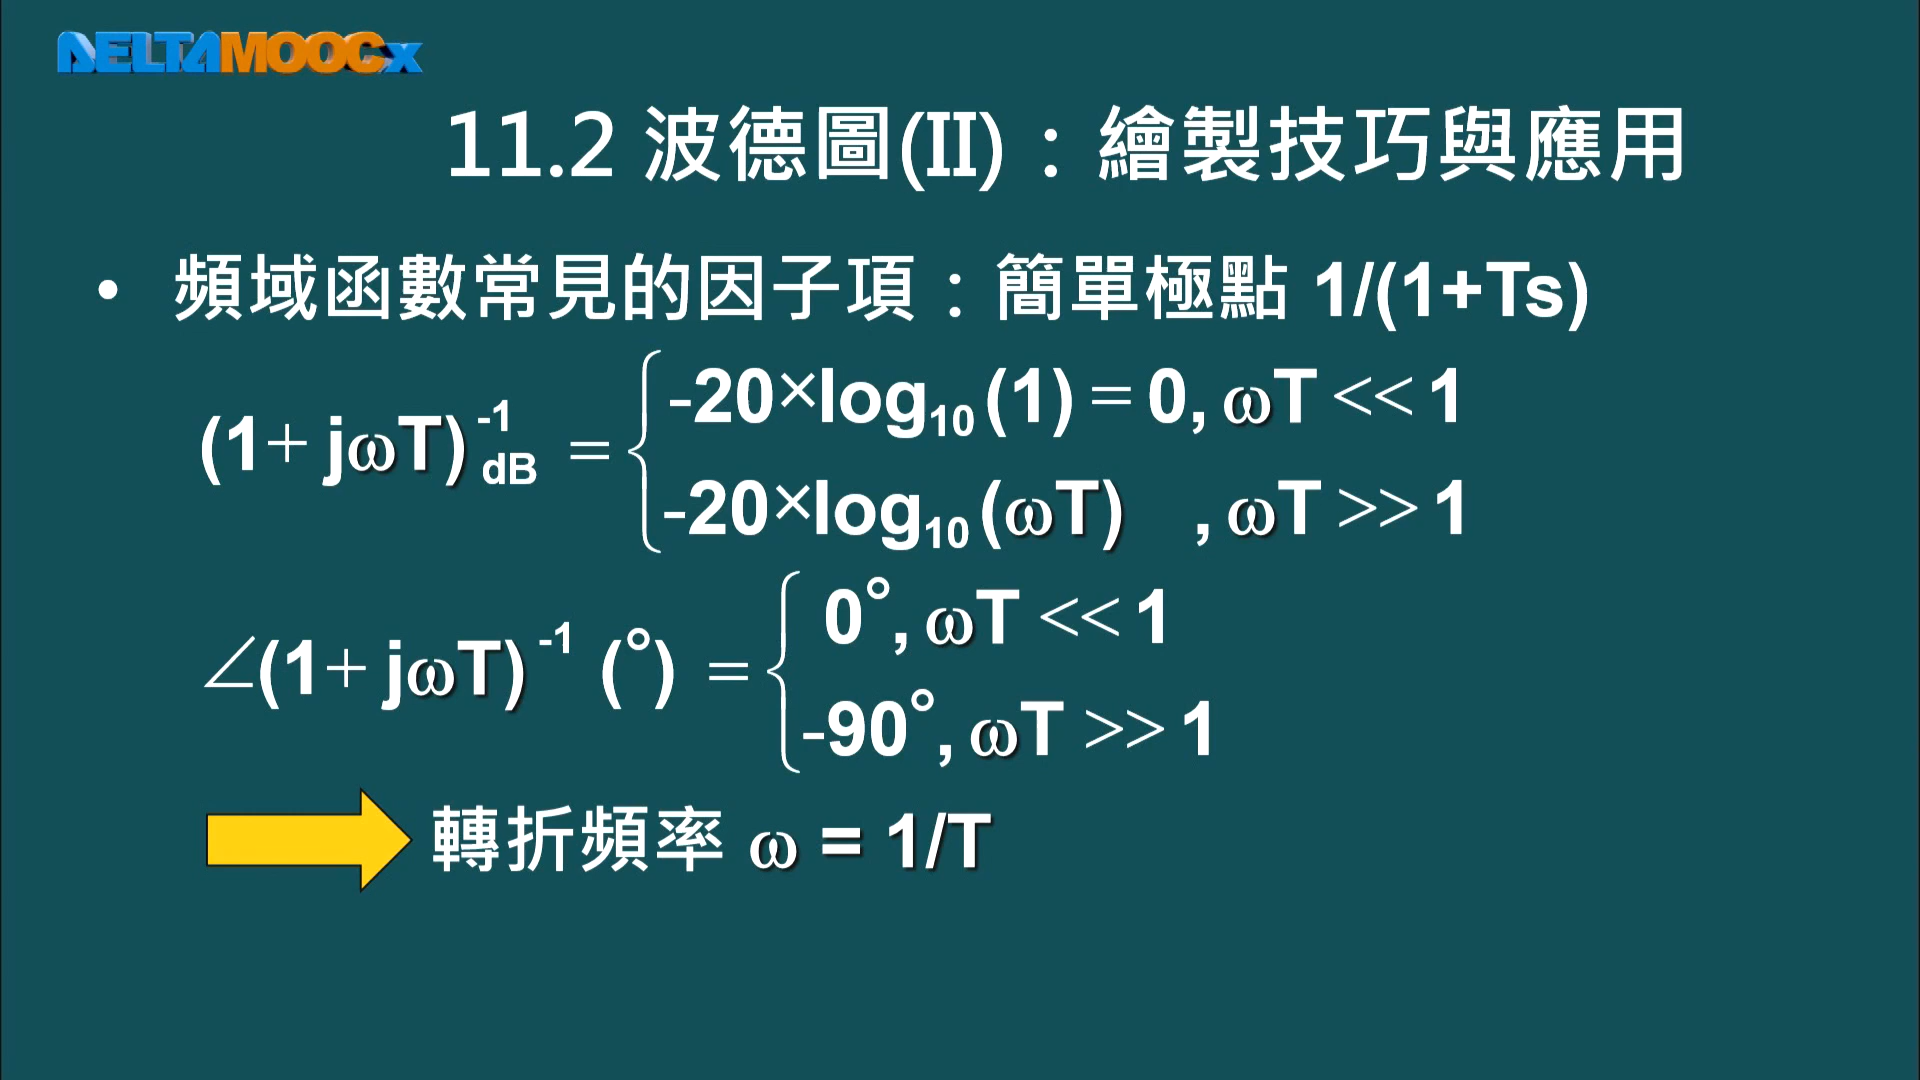 DELTAMOOCx
11.2 波德圖(II)：繪製技巧與應用
• 頻域函數常見的因子項：簡單極點 1/(1+Ts)
(1+ jωT)⁻¹ dB = { -20×log₁₀(1) = 0, ωT << 1
-20×log₁₀(ωT) , ωT >> 1
∠(1+ jωT)⁻¹ (°) = { 0°, ωT << 1
-90°, ωT >> 1
轉折頻率 ω = 1/T